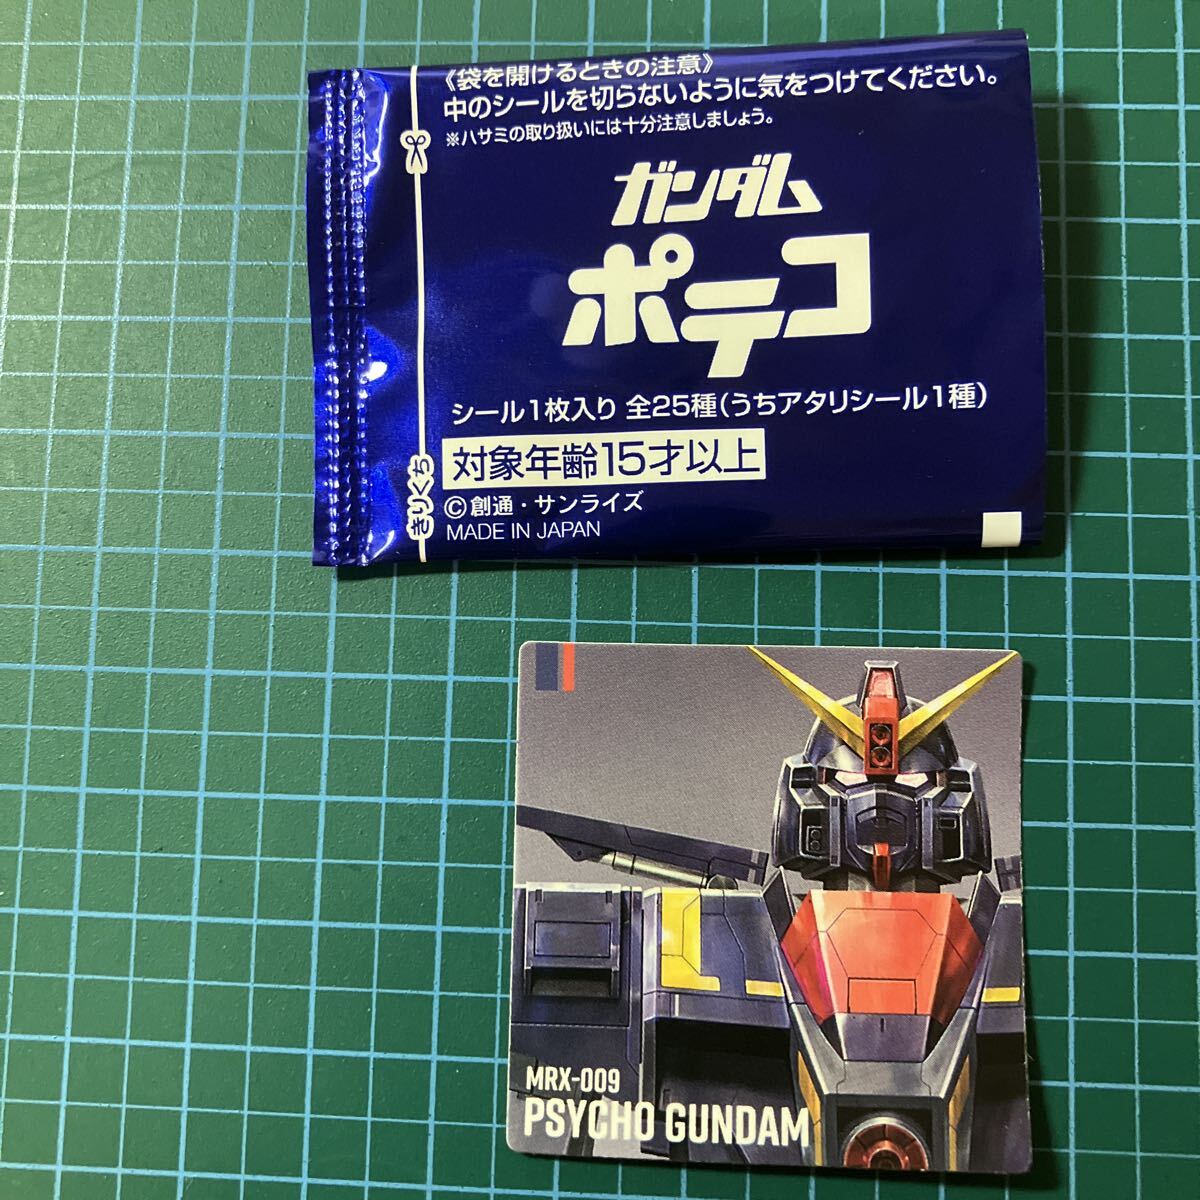 《袋を開けるときの注意》
中のシールを切らないように気をつけてください。
※ハサミの取り扱いには十分注意しましょう。
ガンダム
ポテコ
シール1枚入り 全25種(うちアタリシール1種)
対象年齢15才以上
©創通・サンライズ
MADE IN JAPAN
きりくち
MRX-009
PSYCHO GUNDAM